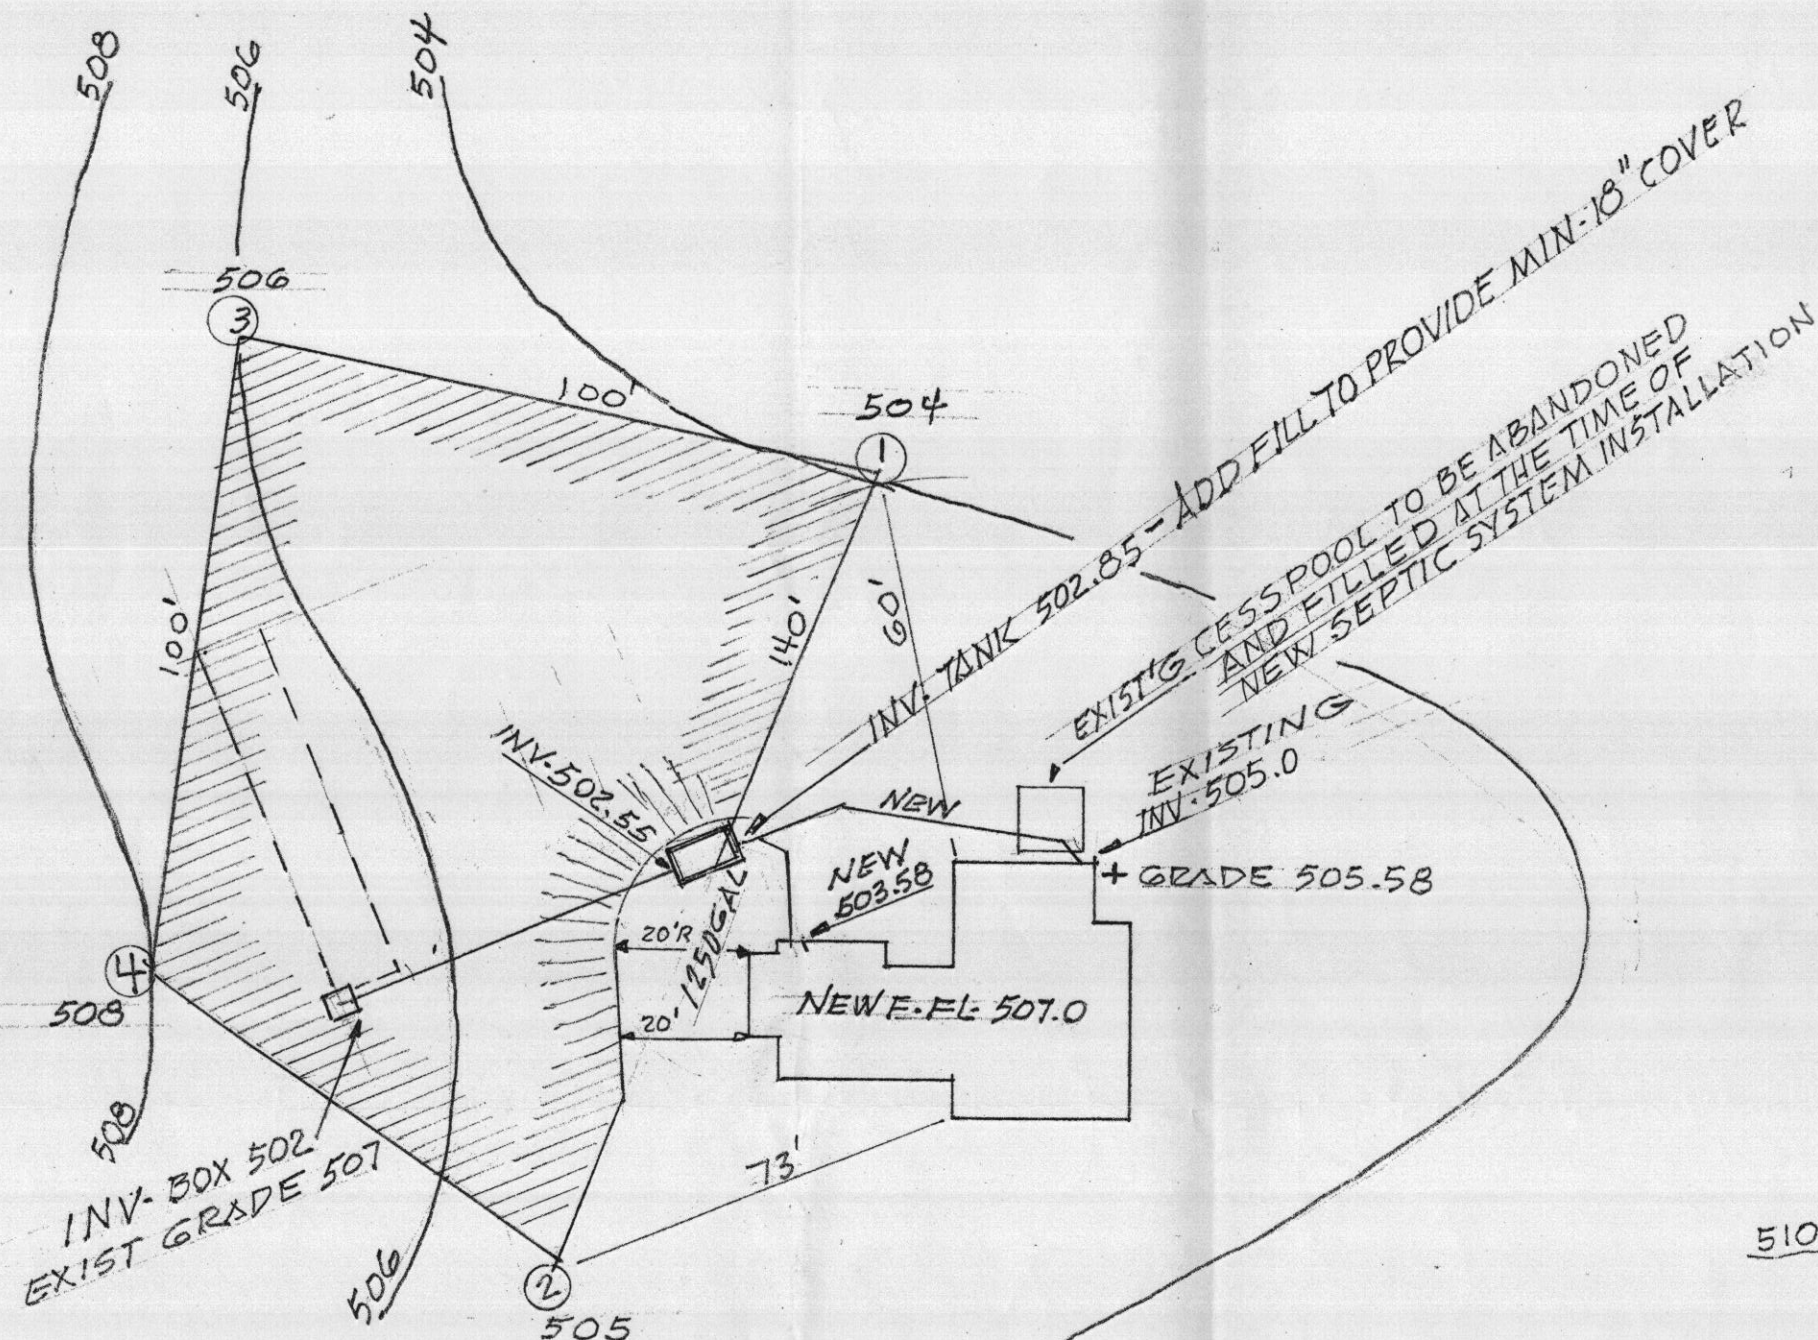 508
506
504
506
3
100'
504
1
INV. TANK 502.85 - ADD FILL TO PROVIDE MIN-18" COVER
EXIST'G CESSPOOL TO BE ABANDONED
AND FILLED AT THE TIME OF
NEW SEPTIC SYSTEM INSTALLATION
100'
140'
60'
INV-502.55
NEW
EXISTING
INV-505.0
NEW
503.58
+ GRADE 505.58
20'R
1250GAL
4
508
20'
NEW F.FL. 507.0
508
INV-BOX 502
EXIST GRADE 507
73'
506
2
505
510